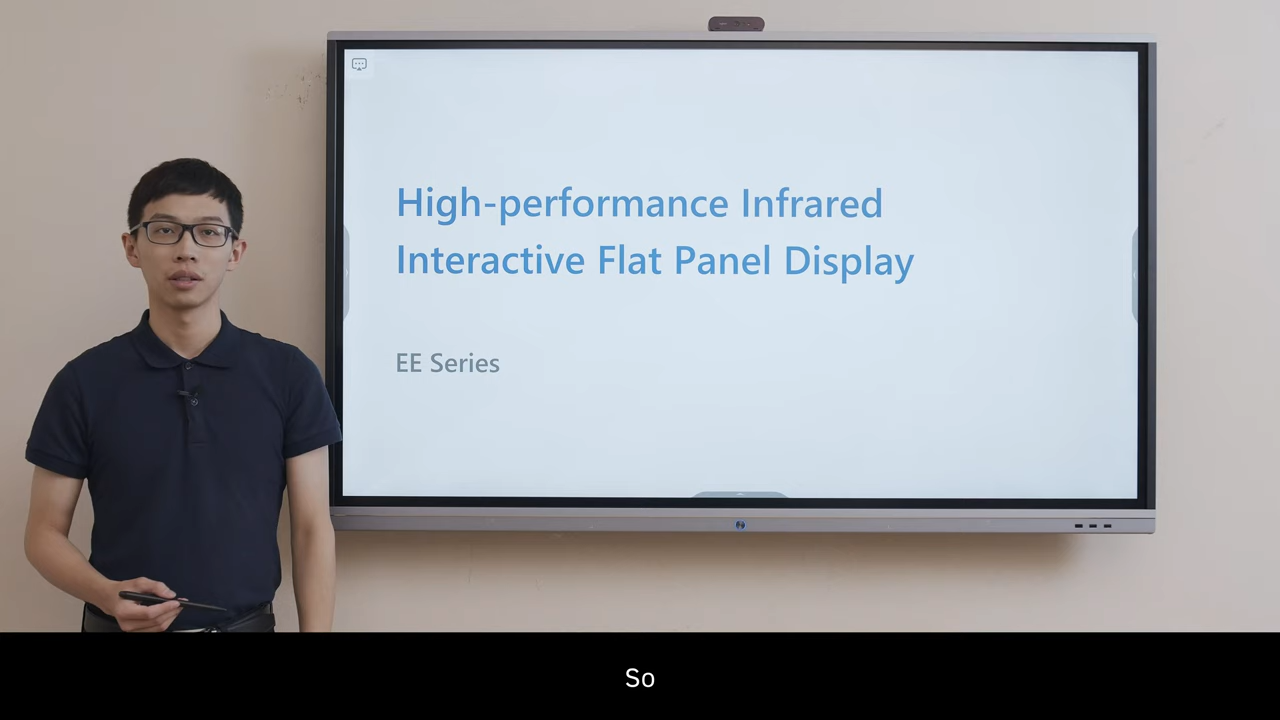 High-performance Infrared
Interactive Flat Panel Display
EE Series
So